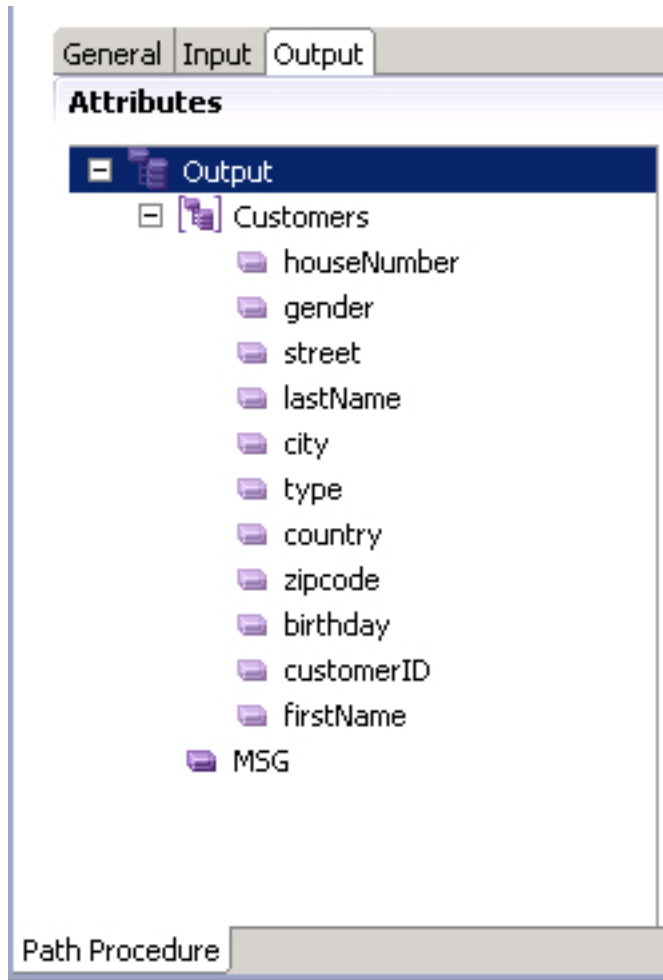 General Input Output
Attributes
Output
Customers
houseNumber
gender
street
lastName
city
type
country
zipcode
birthday
customerID
firstName
MSG
Path Procedure